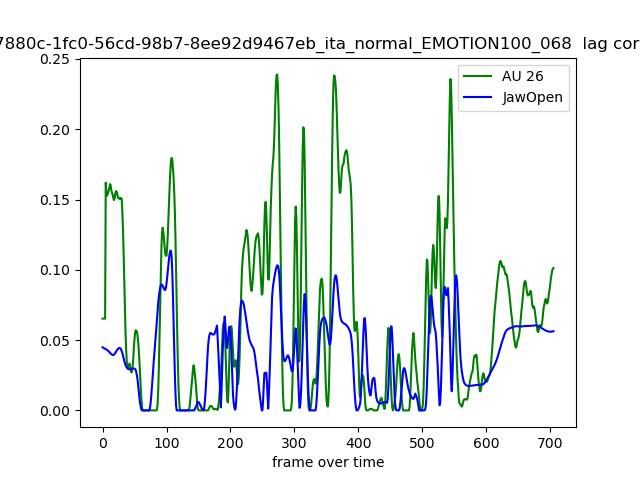 7880c-1fc0-56cd-98b7-8ee92d9467eb_ita_normal_EMOTION100_068 lag cor
0.25
0.20
0.15
0.10
0.05
0.00
AU 26
JawOpen
0 100 200 300 400 500 600 700
frame over time